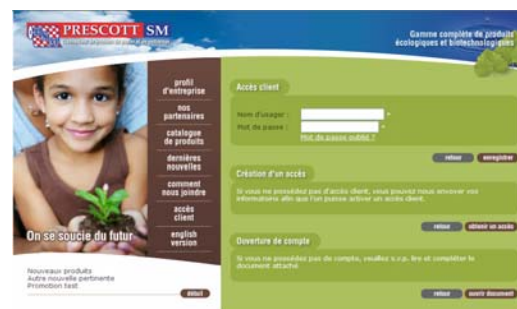 PRESCOTT SM
Gamme complète de produits
écologiques et biotechnologiques
profil
d'entreprise
nos
partenaires
catalogue
de produits
dernières
nouvelles
comment
nous joindre
accès
client
english
version
On se soucie du futur
Nouveaux produits
Autre nouvelle pertinente
Promotion test
détail
Accès client
Nom d'usager :
Mot de passe :
Mot de passe oublié ?
retour enregistrer
Création d'un accès
Si vous ne possédez pas d'accès client, vous pouvez nous envoyer vos
informations afin que l'on puisse activer un accès client.
retour obtenir un accès
Ouverture de compte
Si vous ne possédez pas de compte, veuillez s.v.p. lire et compléter le
document attaché
retour ouvrir document